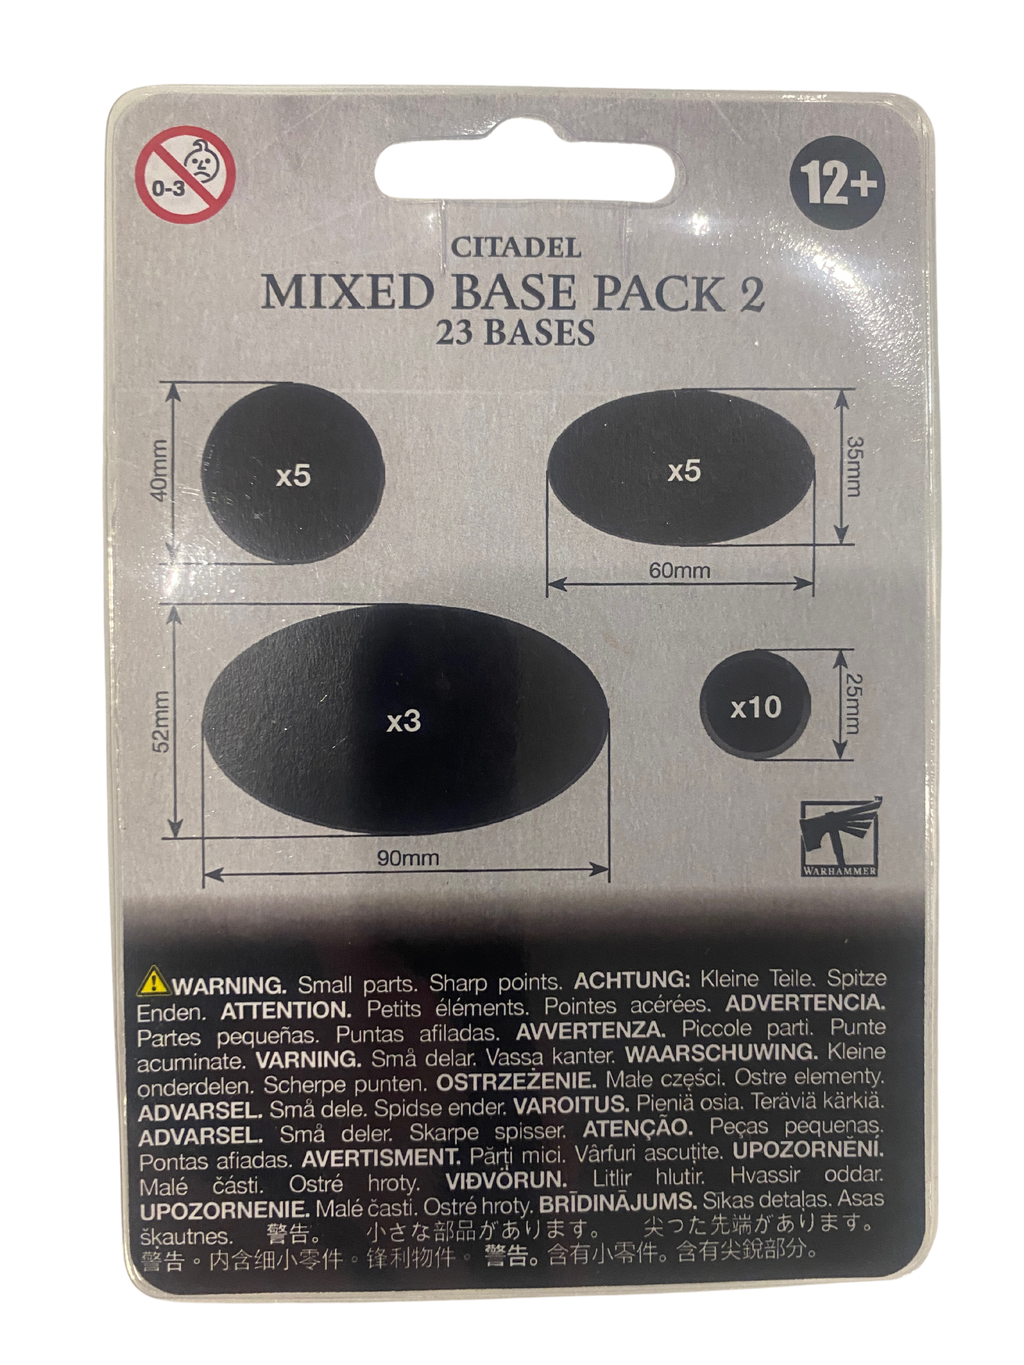 0-3
12+
CITADEL
MIXED BASE PACK 2
23 BASES
40mm
x5
x5
35mm
60mm
52mm
x3
x10
25mm
90mm
WARHAMMER™
WARNING. Small parts. Sharp points. ACHTUNG: Kleine Teile. Spitze
Enden. ATTENTION. Petits éléments. Pointes acérées. ADVERTENCIA.
Partes pequeñas. Puntas afiladas. AVVERTENZA. Piccole parti. Punte
acuminate. VARNING. Små delar. Vassa kanter. WAARSCHUWING. Kleine
onderdelen. Scherpe punten. OSTRZEŻENIE. Małe części. Ostre elementy.
ADVARSEL. Små dele. Spidse ender. VAROITUS. Pieniä osia. Teräviä kärkiä.
ADVARSEL. Små deler. Skarpe spisser. ATENÇÃO. Peças pequenas.
Pontas afiadas. AVERTISMENT. Părți mici. Vârfuri ascuțite. UPOZORNĚNÍ.
Malé části. Ostré hroty. VIÐVÖRUN. Litlir hlutir. Hvassir oddar.
UPOZORNENIE. Malé časti. Ostré hroty. BRĪDINĀJUMS. Sīkas detaļas. Asas
šķautnes. 警告。 小さな部品があります。 尖った先端があります。
警告。内含细小零件。锋利物件。 警告。含有小零件。含有尖銳部分。